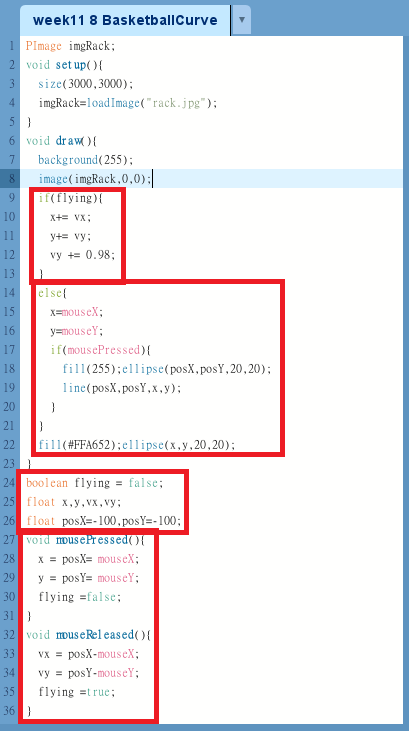 week11 8 BasketballCurve ▼
1 PImage imgRack;
2 void setup(){
3 size(3000,3000);
4 imgRack=loadImage("rack.jpg");
5 }
6 void draw(){
7 background(255);
8 image(imgRack,0,0);
9 if(flying){
10 x+= vx;
11 y+= vy;
12 vy += 0.98;
13 }
14 else{
15 x=mouseX;
16 y=mouseY;
17 if(mousePressed){
18 fill(255);ellipse(posX,posY,20,20);
19 line(posX,posY,x,y);
20 }
21 }
22 fill(#FFA652);ellipse(x,y,20,20);
23 }
24 boolean flying = false;
25 float x,y,vx,vy;
26 float posX=-100,posY=-100;
27 void mousePressed(){
28 x = posX= mouseX;
29 y = posY= mouseY;
30 flying =false;
31 }
32 void mouseReleased(){
33 vx = posX-mouseX;
34 vy = posY-mouseY;
35 flying =true;
36 }